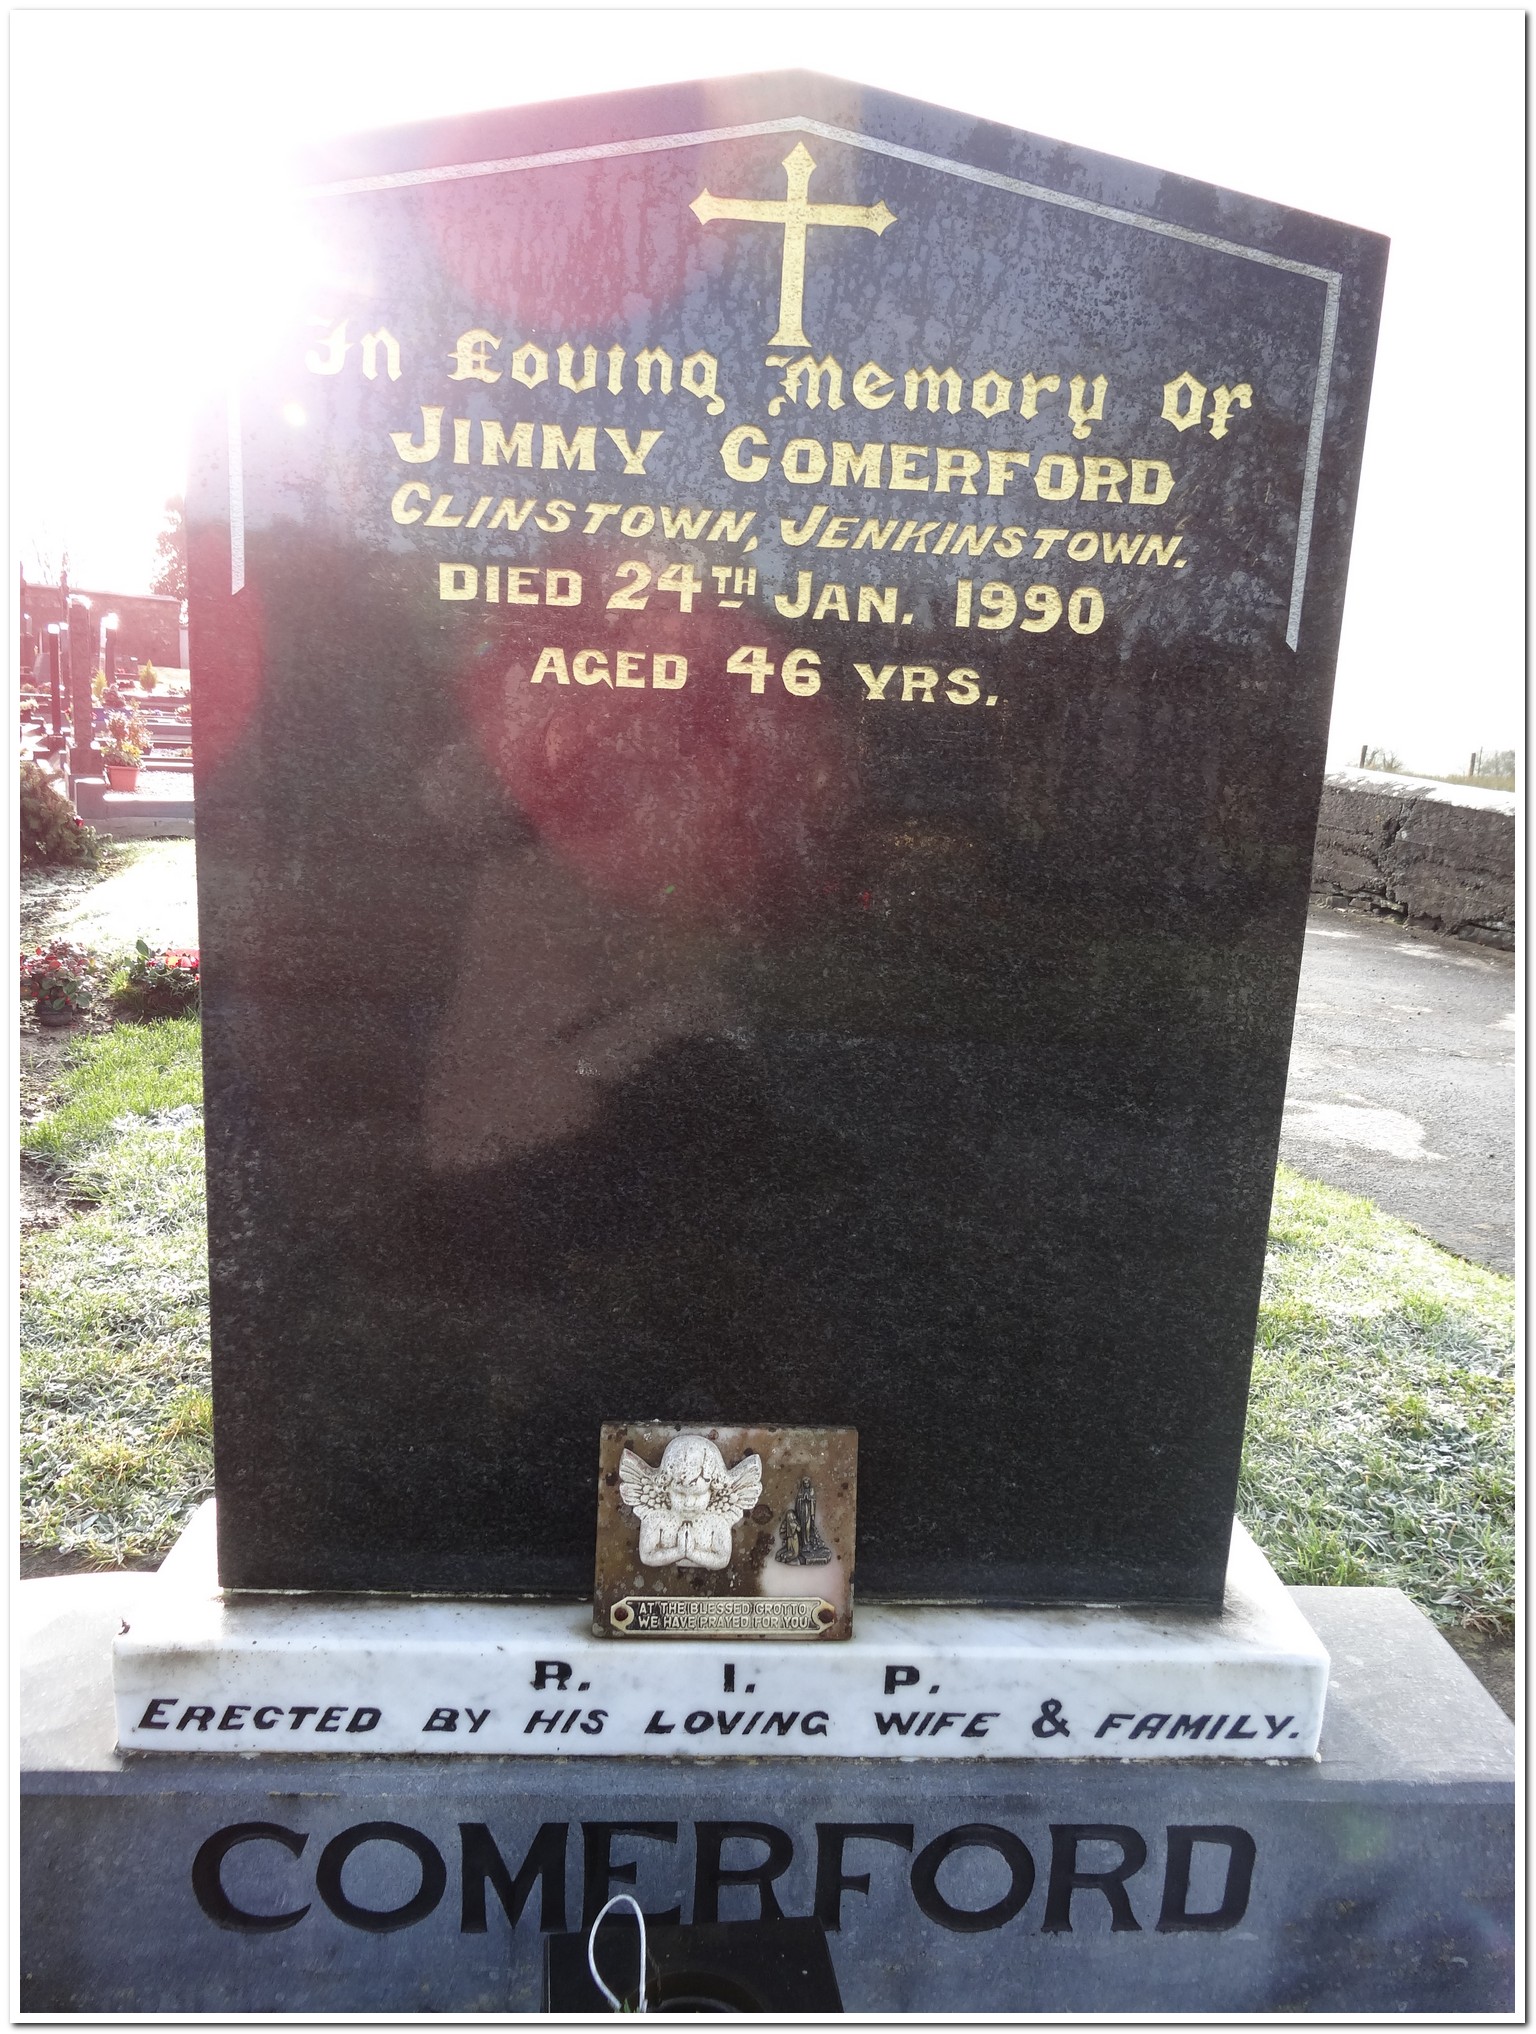 In Loving Memory Of
JIMMY COMERFORD
CLINSTOWN, JENKINSTOWN.
DIED 24TH JAN. 1990
AGED 46 YRS.
AT THE BLESSED GROTTO
WE HAVE PRAYED FOR YOU
R. I. P.
ERECTED BY HIS LOVING WIFE & FAMILY.
COMERFORD